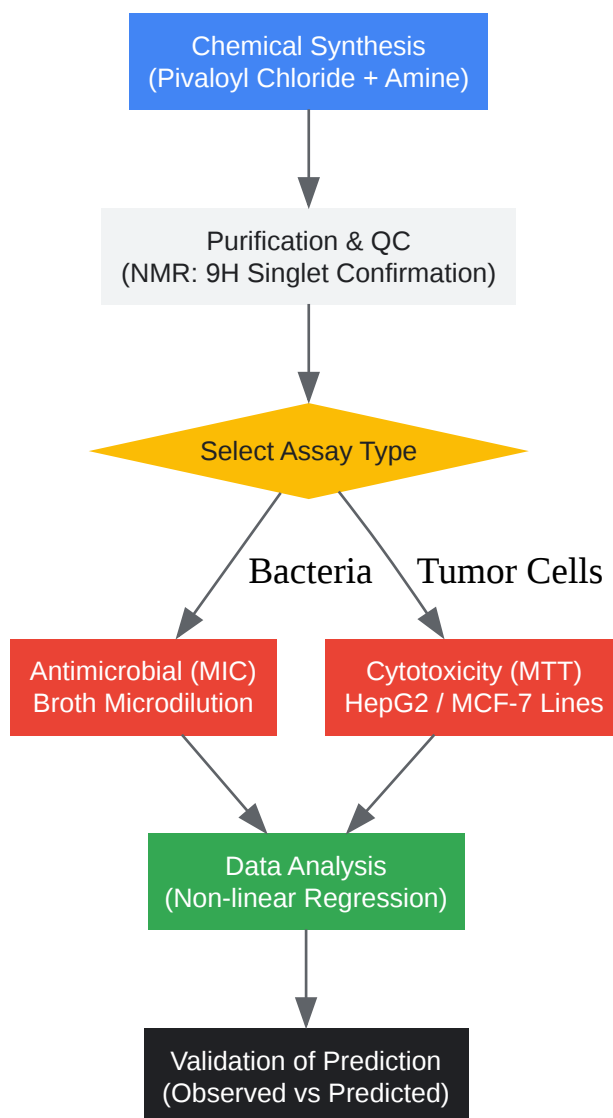 Chemical Synthesis
(Pivaloyl Chloride + Amine)
Purification & QC
(NMR: 9H Singlet Confirmation)
Select Assay Type
Bacteria
Tumor Cells
Antimicrobial (MIC)
Broth Microdilution
Cytotoxicity (MTT)
HepG2 / MCF-7 Lines
Data Analysis
(Non-linear Regression)
Validation of Prediction
(Observed vs Predicted)